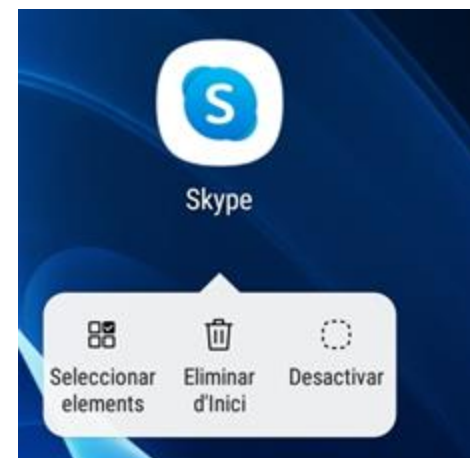 S
Skype
Seleccionar
elements
Eliminar
d'Inici
Desactivar